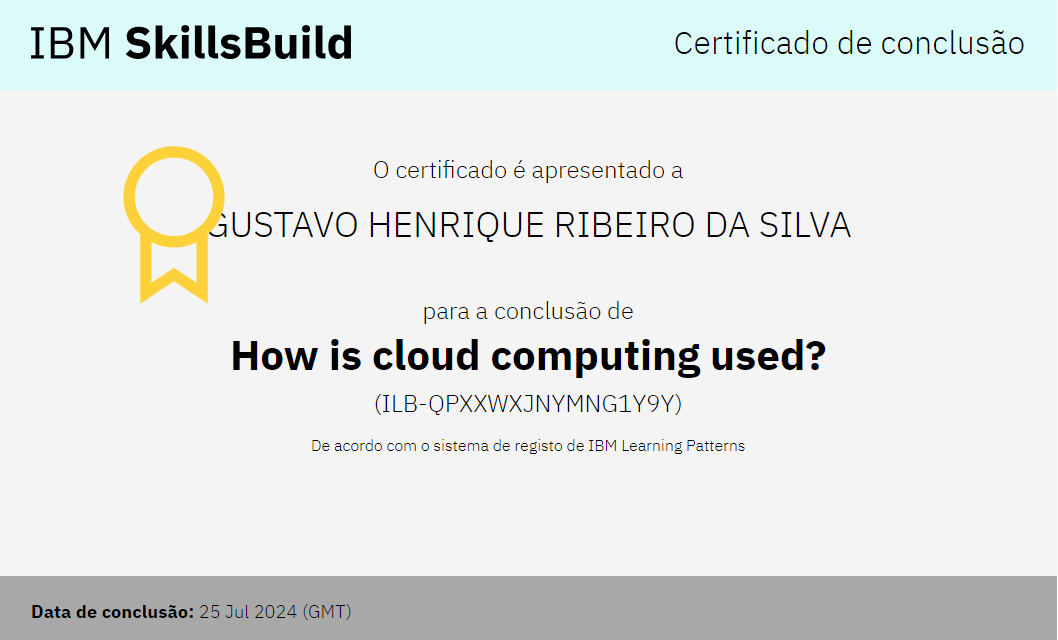 IBM SkillsBuild
Certificado de conclusão
O certificado é apresentado a
GUSTAVO HENRIQUE RIBEIRO DA SILVA
para a conclusão de
How is cloud computing used?
(ILB-QPXXWXJNYMNG1Y9Y)
De acordo com o sistema de registo de IBM Learning Patterns
Data de conclusão: 25 Jul 2024 (GMT)